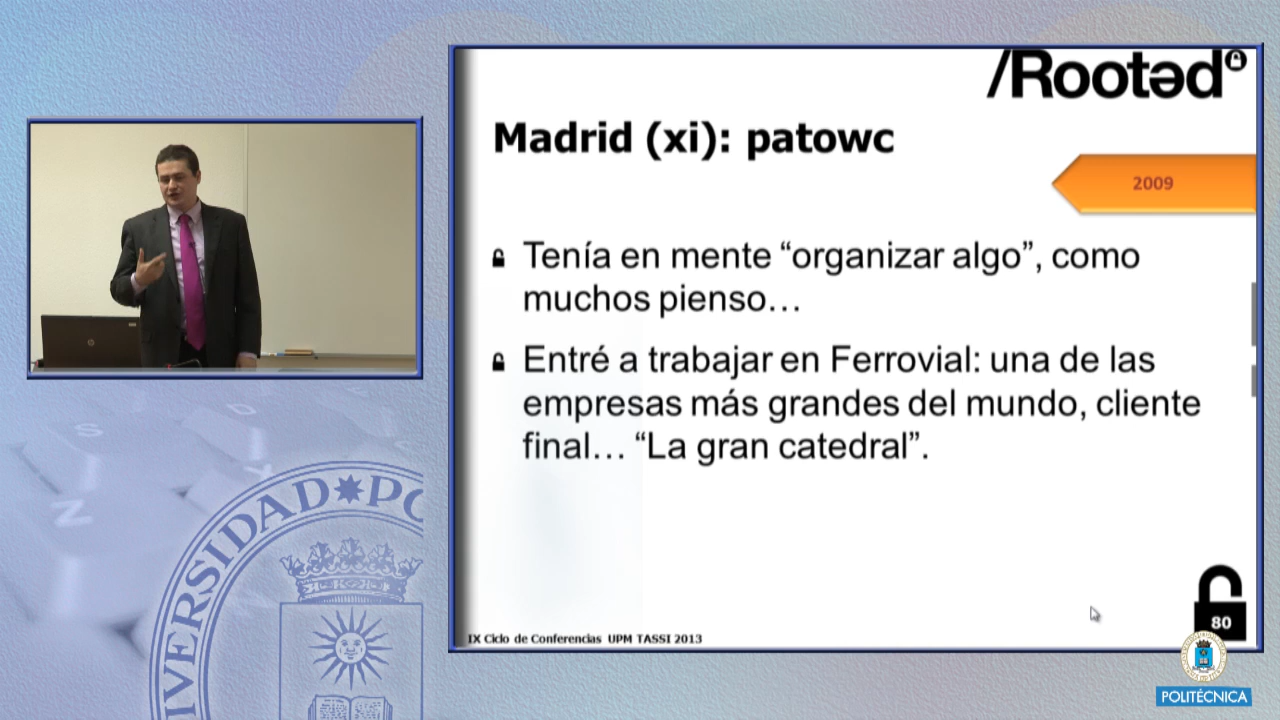 /Rooted
Madrid (xi): patowc
2009
Tenía en mente “organizar algo”, como
muchos pienso…
Entré a trabajar en Ferrovial: una de las
empresas más grandes del mundo, cliente
final… “La gran catedral”.
80
IX Ciclo de Conferencias UPM TASSI 2013
POLITÉCNICA